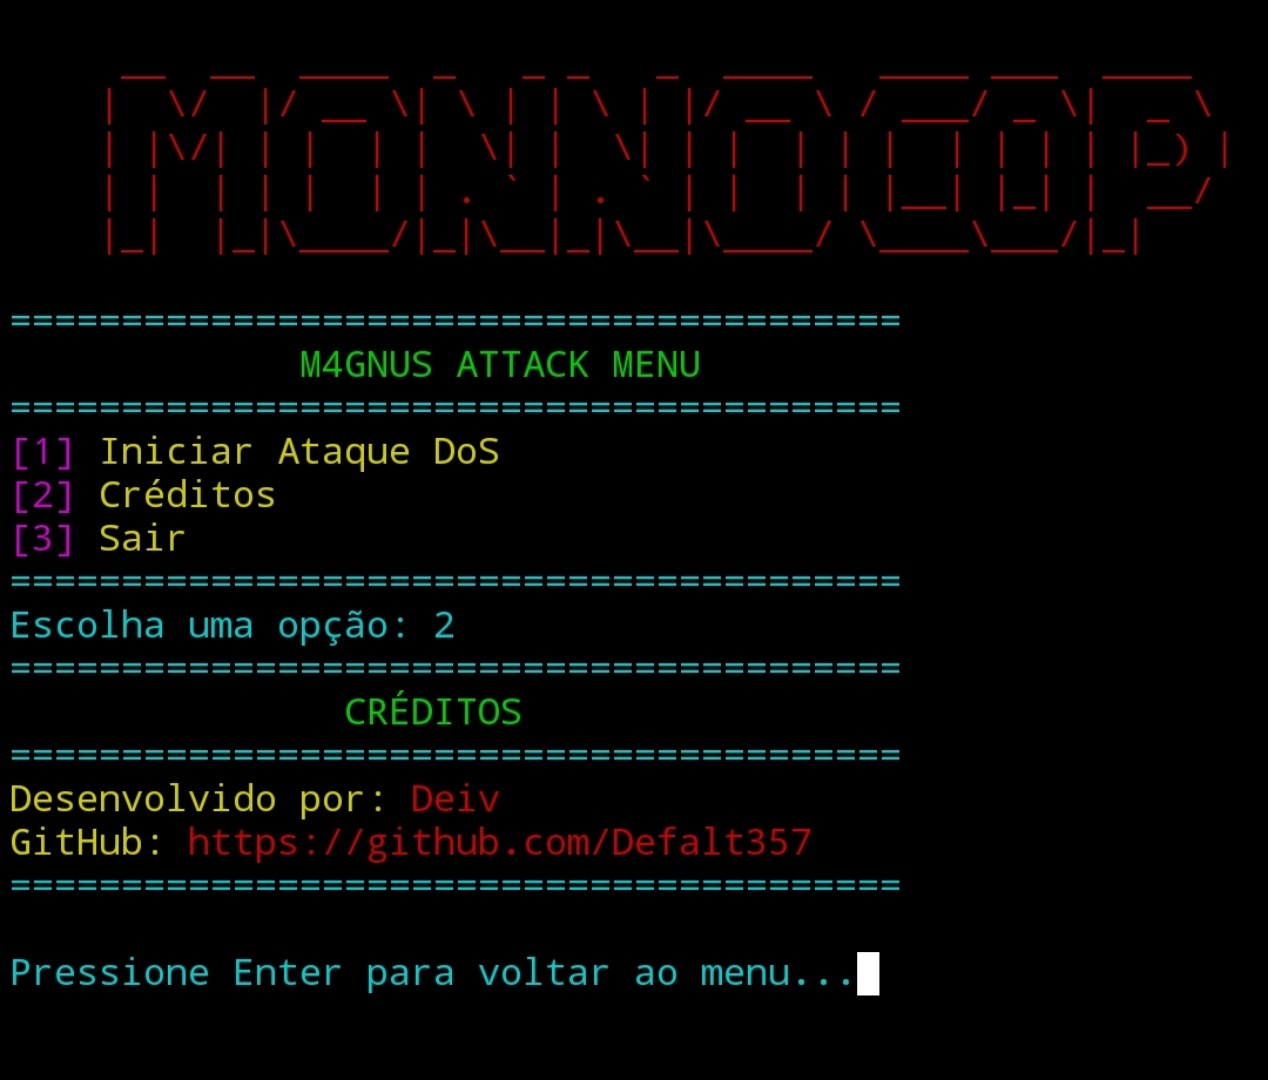 MONNOCOP
========================================
M4GNUS ATTACK MENU
========================================
[1] Iniciar Ataque DoS
[2] Créditos
[3] Sair
========================================
Escolha uma opção: 2
========================================
CRÉDITOS
========================================
Desenvolvido por: Deiv
GitHub: https://github.com/Defalt357
========================================
Pressione Enter para voltar ao menu...